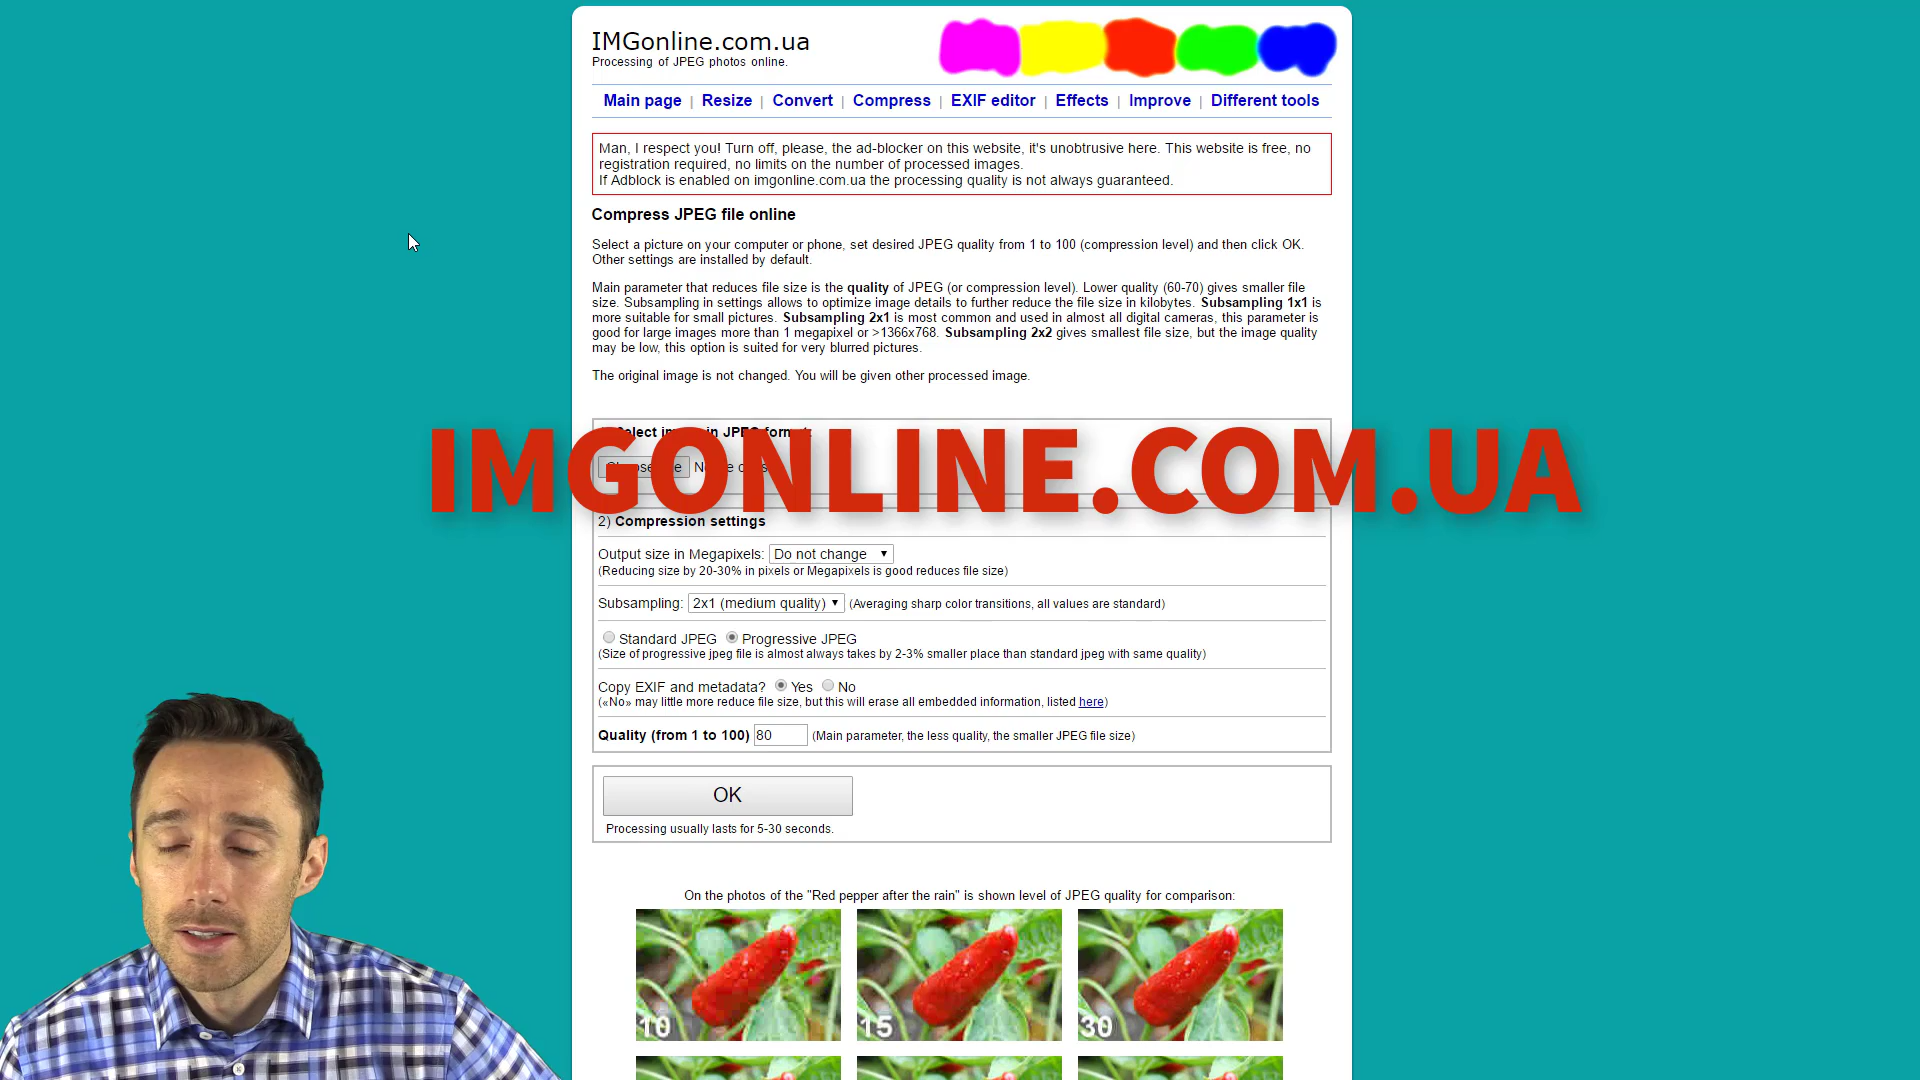 IMGonline.com.ua
Processing of JPEG photos online.
Main page | Resize | Convert | Compress | EXIF editor | Effects | Improve | Different tools
Man, I respect you! Turn off, please, the ad-blocker on this website, it's unobtrusive here. This website is free, no
registration required, no limits on the number of processed images.
If Adblock is enabled on imgonline.com.ua the processing quality is not always guaranteed.
Compress JPEG file online
Select a picture on your computer or phone, set desired JPEG quality from 1 to 100 (compression level) and then click OK.
Other settings are installed by default.
Main parameter that reduces file size is the quality of JPEG (or compression level). Lower quality (60-70) gives smaller file
size. Subsampling in settings allows to optimize image details to further reduce the file size in kilobytes. Subsampling 1x1 is
more suitable for small pictures. Subsampling 2x1 is most common and used in almost all digital cameras, this parameter is
good for large images more than 1 megapixel or >1366x768. Subsampling 2x2 gives smallest file size, but the image quality
may be low, this option is suited for very blurred pictures.
The original image is not changed. You will be given other processed image.
Select image in JPEG format:
IMGONLINE.COM.UA
2) Compression settings
Output size in Megapixels: Do not change
(Reducing size by 20-30% in pixels or Megapixels is good reduces file size)
Subsampling: 2x1 (medium quality) (Averaging sharp color transitions, all values are standard)
Standard JPEG Progressive JPEG
(Size of progressive jpeg file is almost always takes by 2-3% smaller place than standard jpeg with same quality)
Copy EXIF and metadata? Yes No
(«No» may little more reduce file size, but this will erase all embedded information, listed here)
Quality (from 1 to 100) 80 (Main parameter, the less quality, the smaller JPEG file size)
OK
Processing usually lasts for 5-30 seconds.
On the photos of the "Red pepper after the rain" is shown level of JPEG quality for comparison:
10 15 30